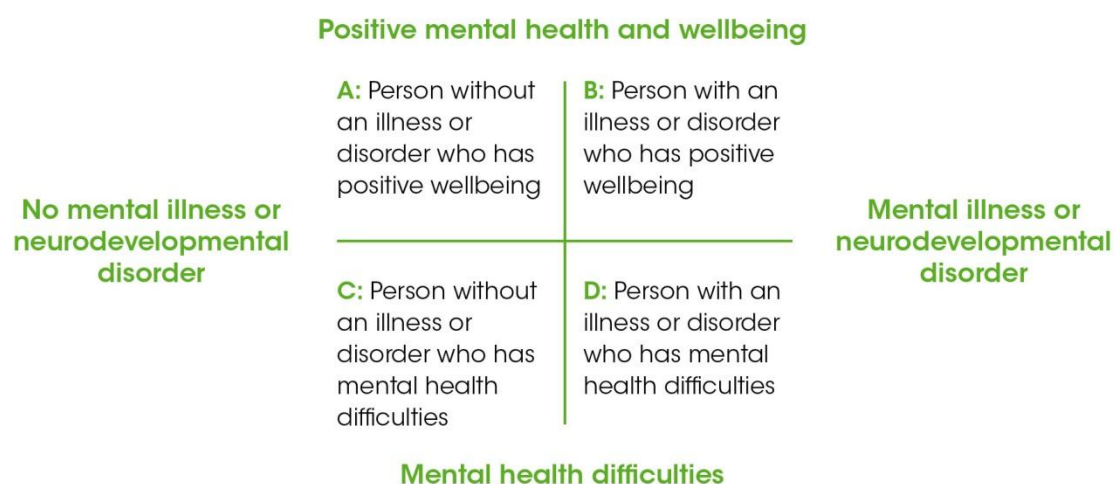 Positive mental health and wellbeing
A: Person without
an illness or
disorder who has
positive wellbeing
B: Person with an
illness or disorder
who has positive
wellbeing
No mental illness or
neurodevelopmental
disorder
Mental illness or
neurodevelopmental
disorder
C: Person without
an illness or
disorder who has
mental health
difficulties
D: Person with an
illness or disorder
who has mental
health difficulties
Mental health difficulties